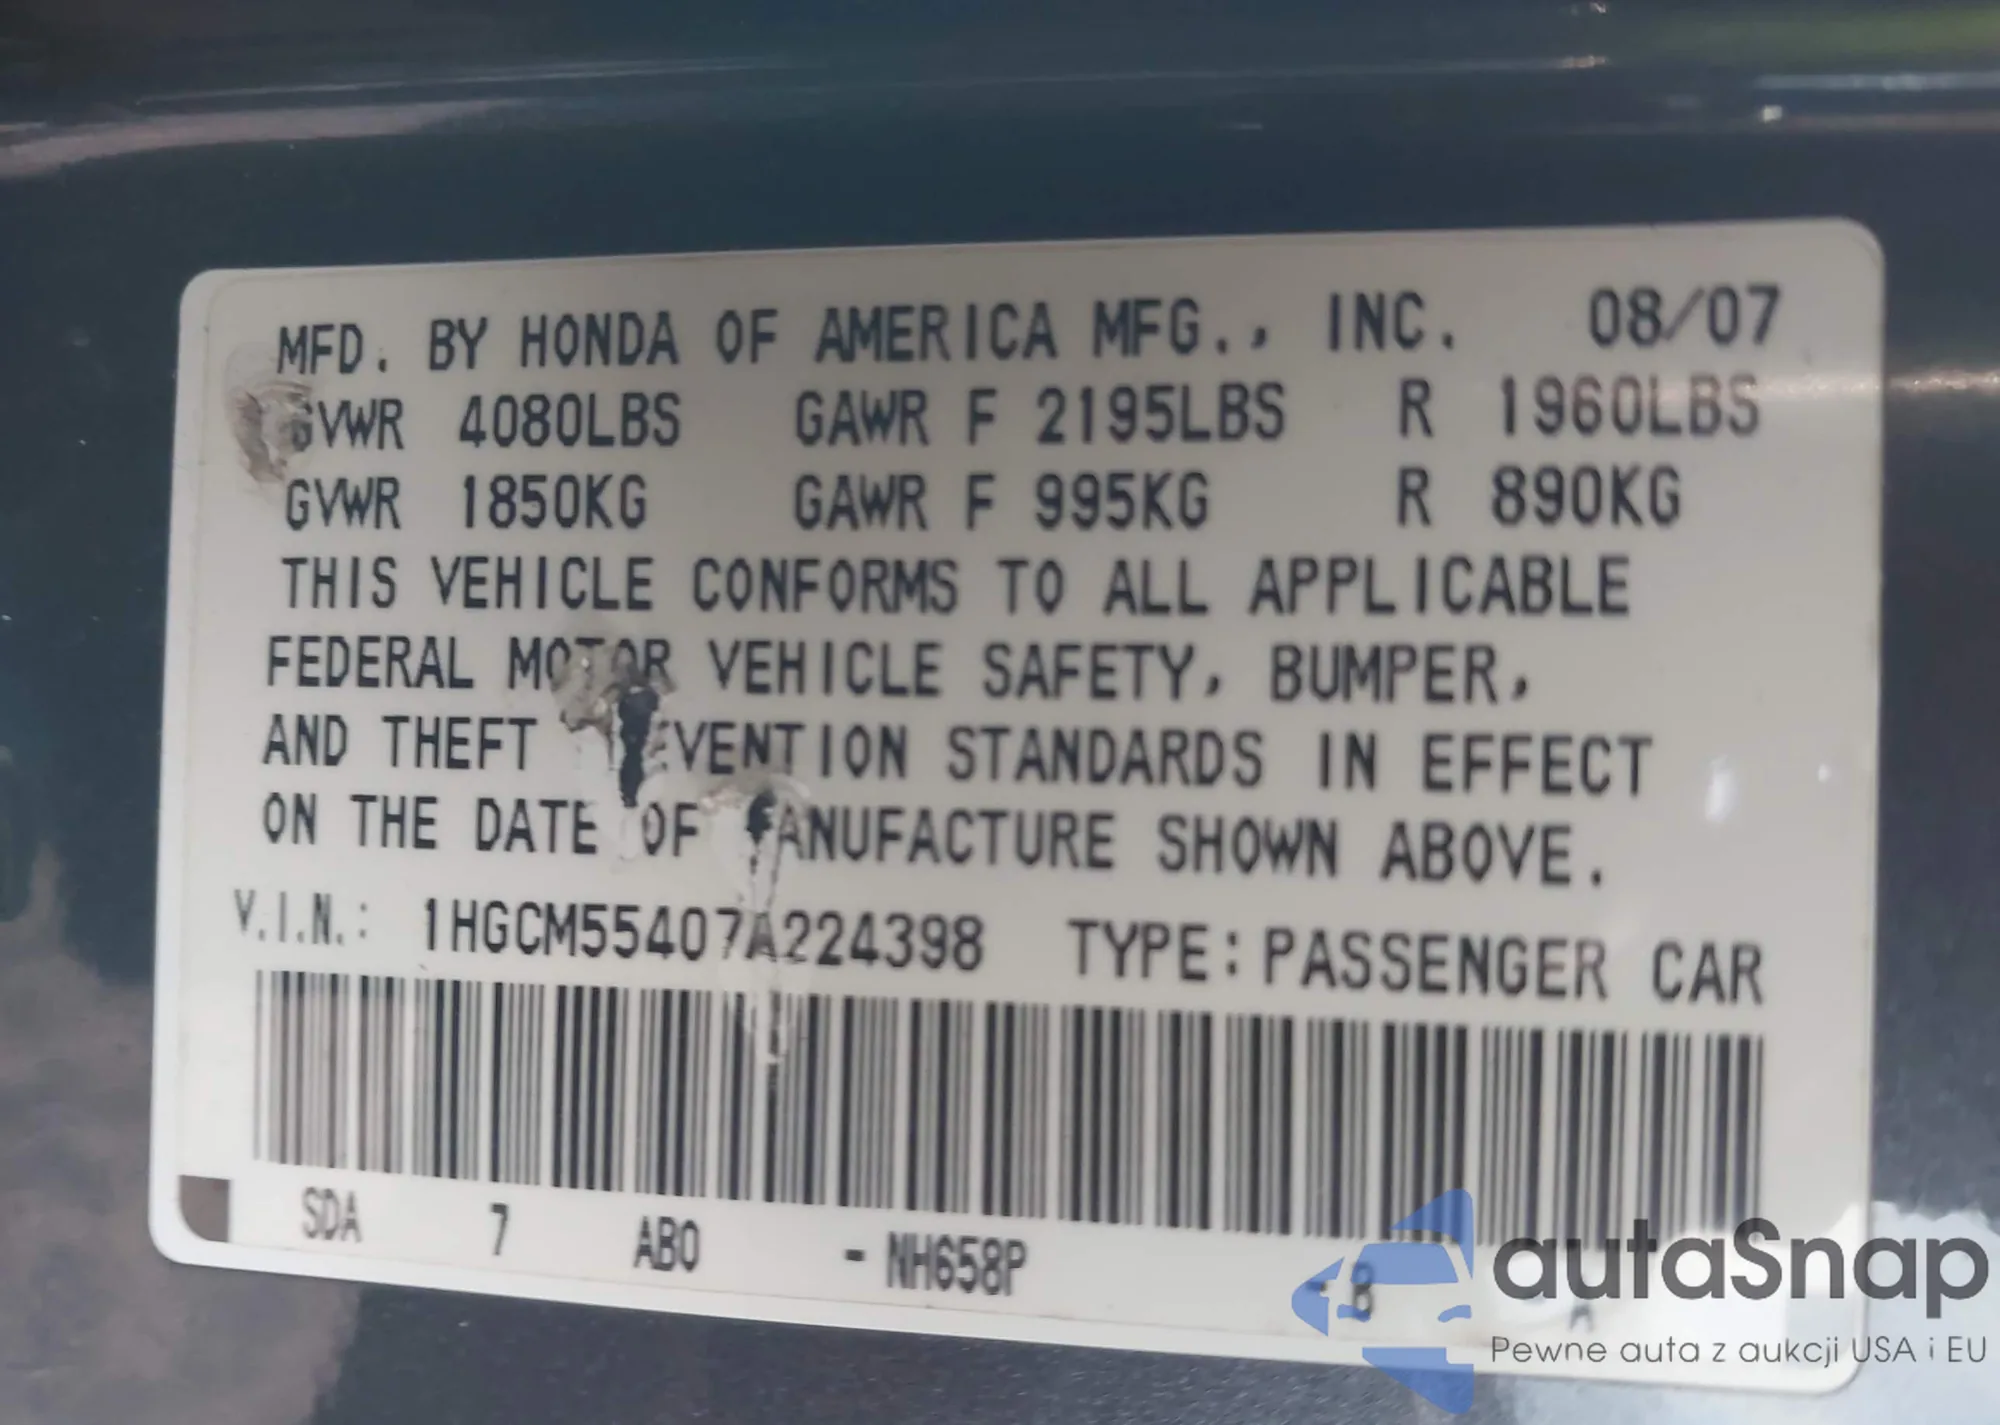 MFD. BY HONDA OF AMERICA MFG., INC. 08/07
GVWR 4080LBS GAWR F 2195LBS R 1960LBS
GVWR 1850KG GAWR F 995KG R 890KG
THIS VEHICLE CONFORMS TO ALL APPLICABLE
FEDERAL MOTOR VEHICLE SAFETY, BUMPER,
AND THEFT EVENTION STANDARDS IN EFFECT
ON THE DATE OF ANUFACTURE SHOWN ABOVE.
V.I.N.: 1HGCM55407A224398 TYPE: PASSENGER CAR
SDA 7 AB0 - NH658P - B A
autaSnap
Pewne auta z aukcji USA i EU